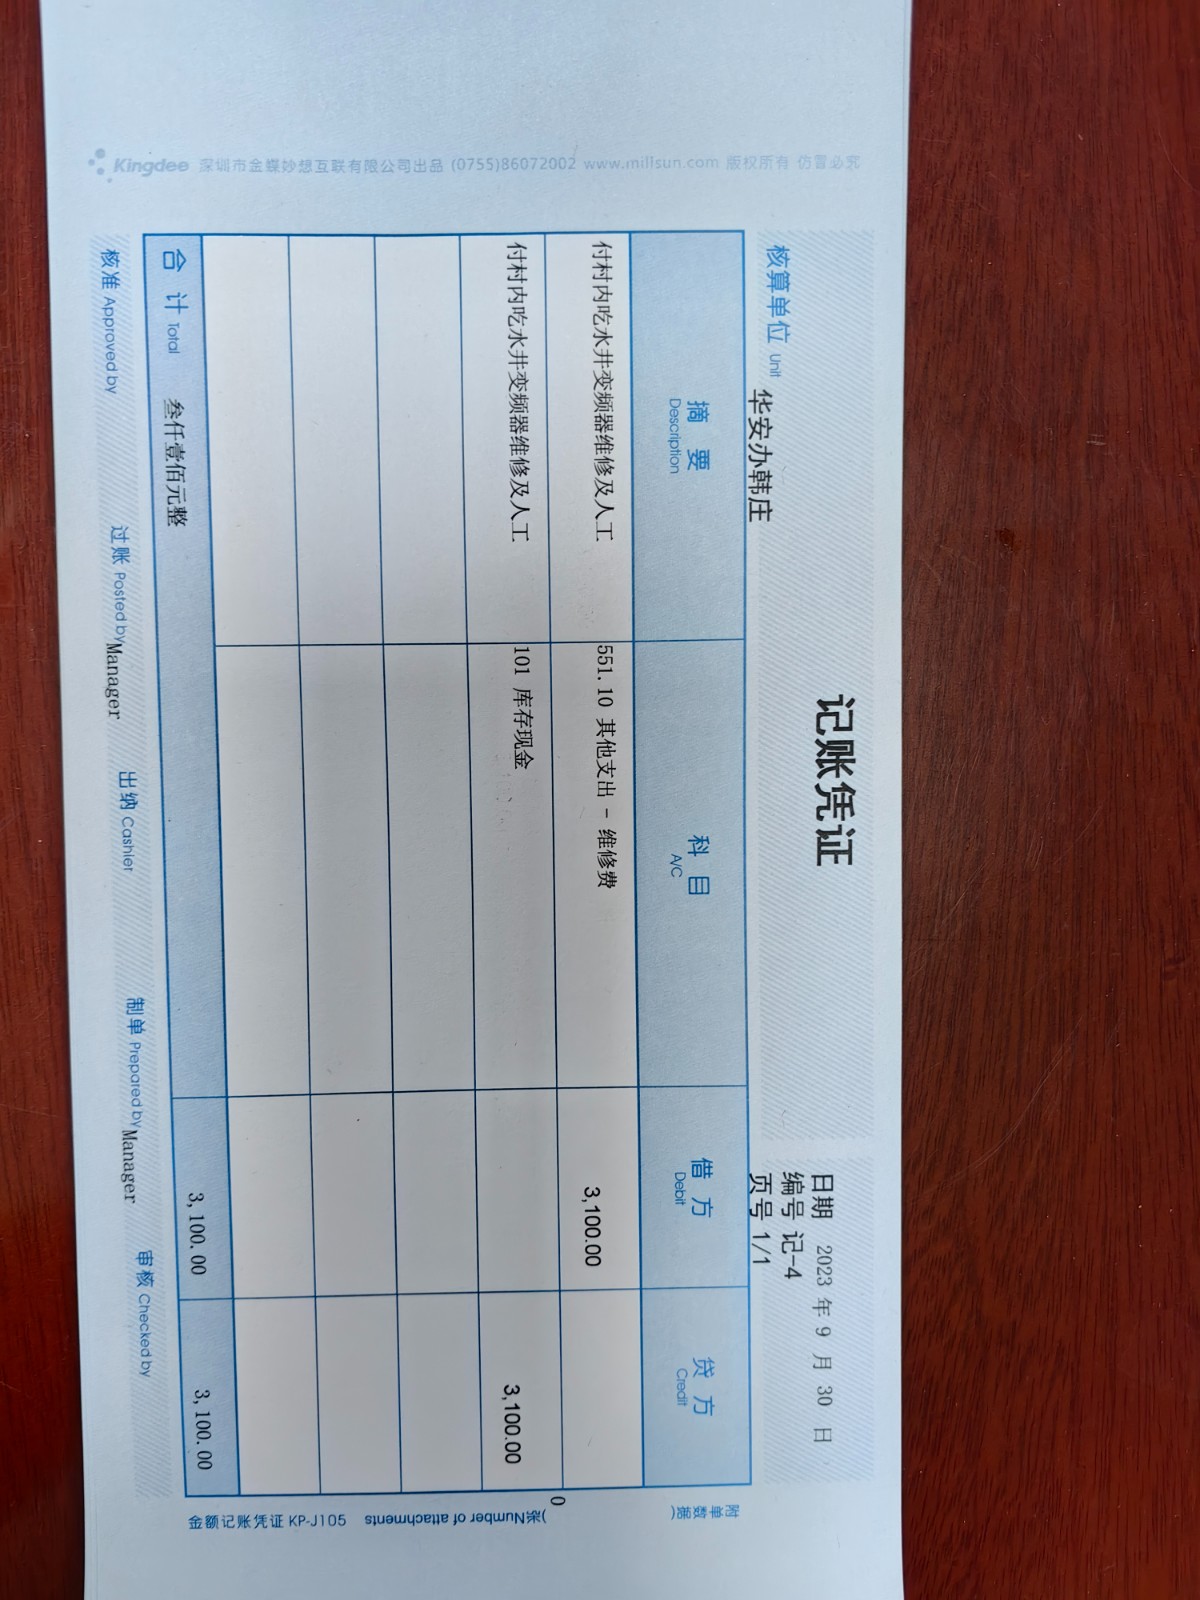 记账凭证
日期 2023 年 9 月 30 日
编号 记-4
核算单位 Unit 华安办韩庄
页号 1/1
摘 要 Description 科 目 A/C 借 方 Debit 贷 方 Credit
付村内吃水井变频器维修及人工 551.10 其他支出 - 维修费 3,100.00
付村内吃水井变频器维修及人工 101 库存现金 3,100.00
合 计 Total 叁仟壹佰元整 3,100.00 3,100.00
核准 Approved by 过账 Posted by Manager 出纳 Cashier 制单 Prepared by Manager 审核 Checked by
附单数据( 0 )张 Number of attachments
金额记账凭证 KP-J105
Kingdee 深圳市金蝶妙想互联有限公司出品 (0755)86072002 www.millsun.com 版权所有 仿冒必究